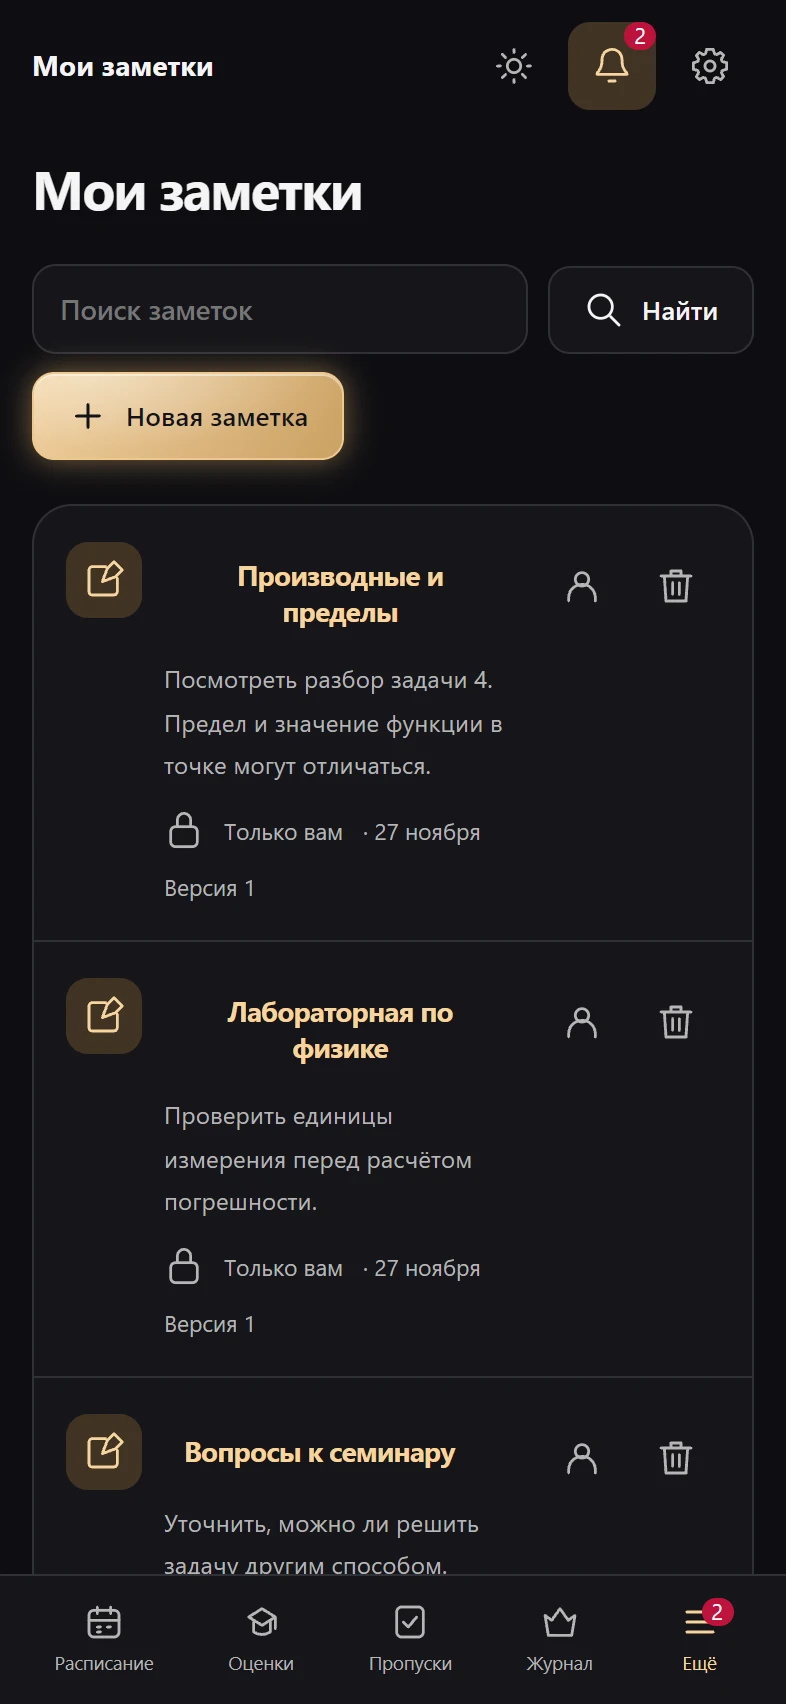 Мои заметки
2
Мои заметки
Поиск заметок
Найти
Новая заметка
Производные и
пределы
Посмотреть разбор задачи 4.
Предел и значение функции в
точке могут отличаться.
Только вам · 27 ноября
Версия 1
Лабораторная по
физике
Проверить единицы
измерения перед расчётом
погрешности.
Только вам · 27 ноября
Версия 1
Вопросы к семинару
Уточнить, можно ли решить
задачу другим способом.
2
Расписание
Оценки
Пропуски
Журнал
Ещё